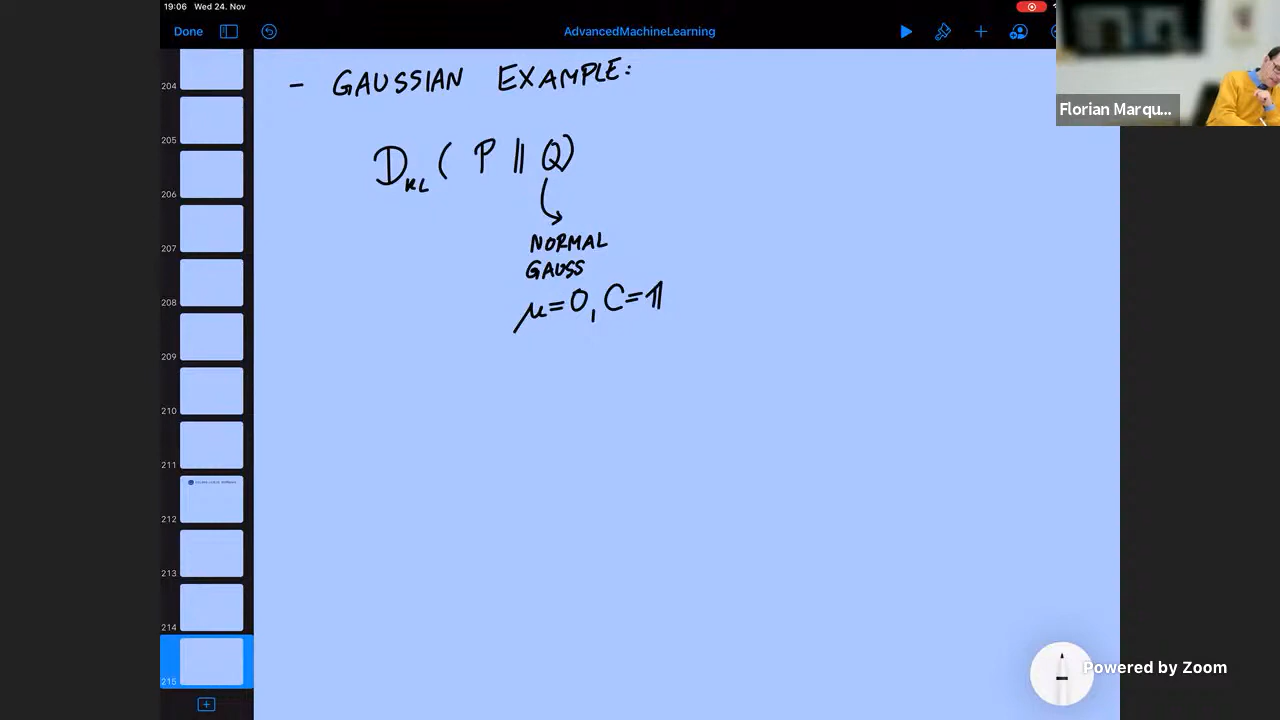 19:06 Wed 24. Nov
Done
AdvancedMachineLearning
Florian Marqu...
- GAUSSIAN EXAMPLE:
D_KL ( P || Q )
NORMAL
GAUSS
μ=0, C=𝟙
204
205
206
207
208
209
210
211
212
213
214
215
Powered by Zoom